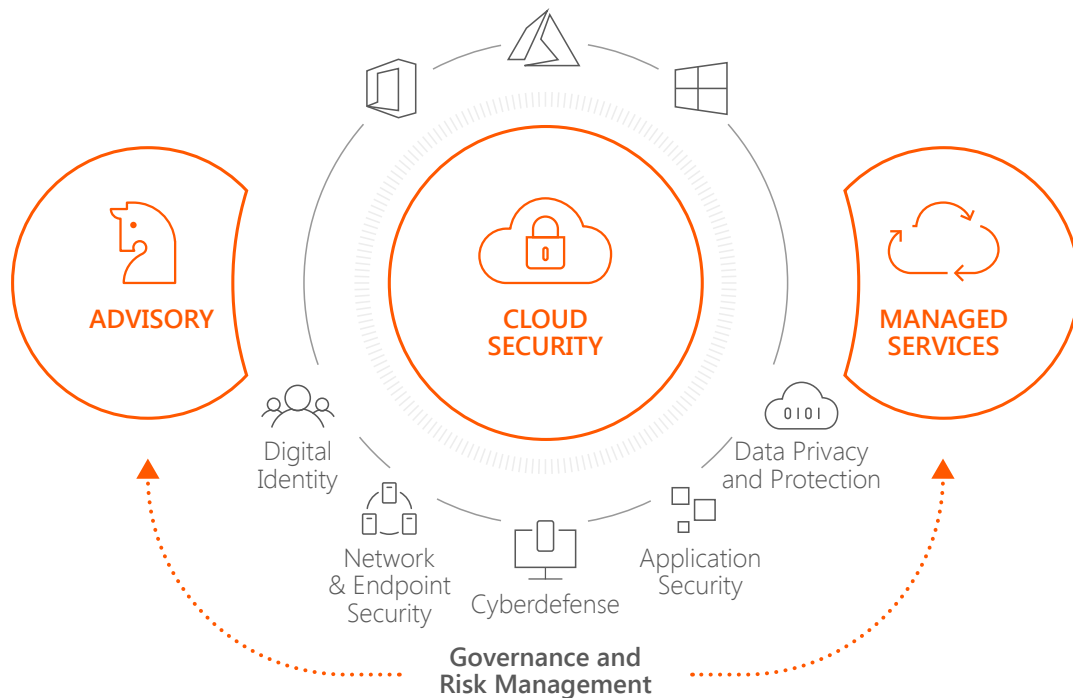 ADVISORY
CLOUD
SECURITY
MANAGED
SERVICES
Digital
Identity
Network
& Endpoint
Security
Cyberdefense
Application
Security
0101
Data Privacy
and Protection
Governance and
Risk Management